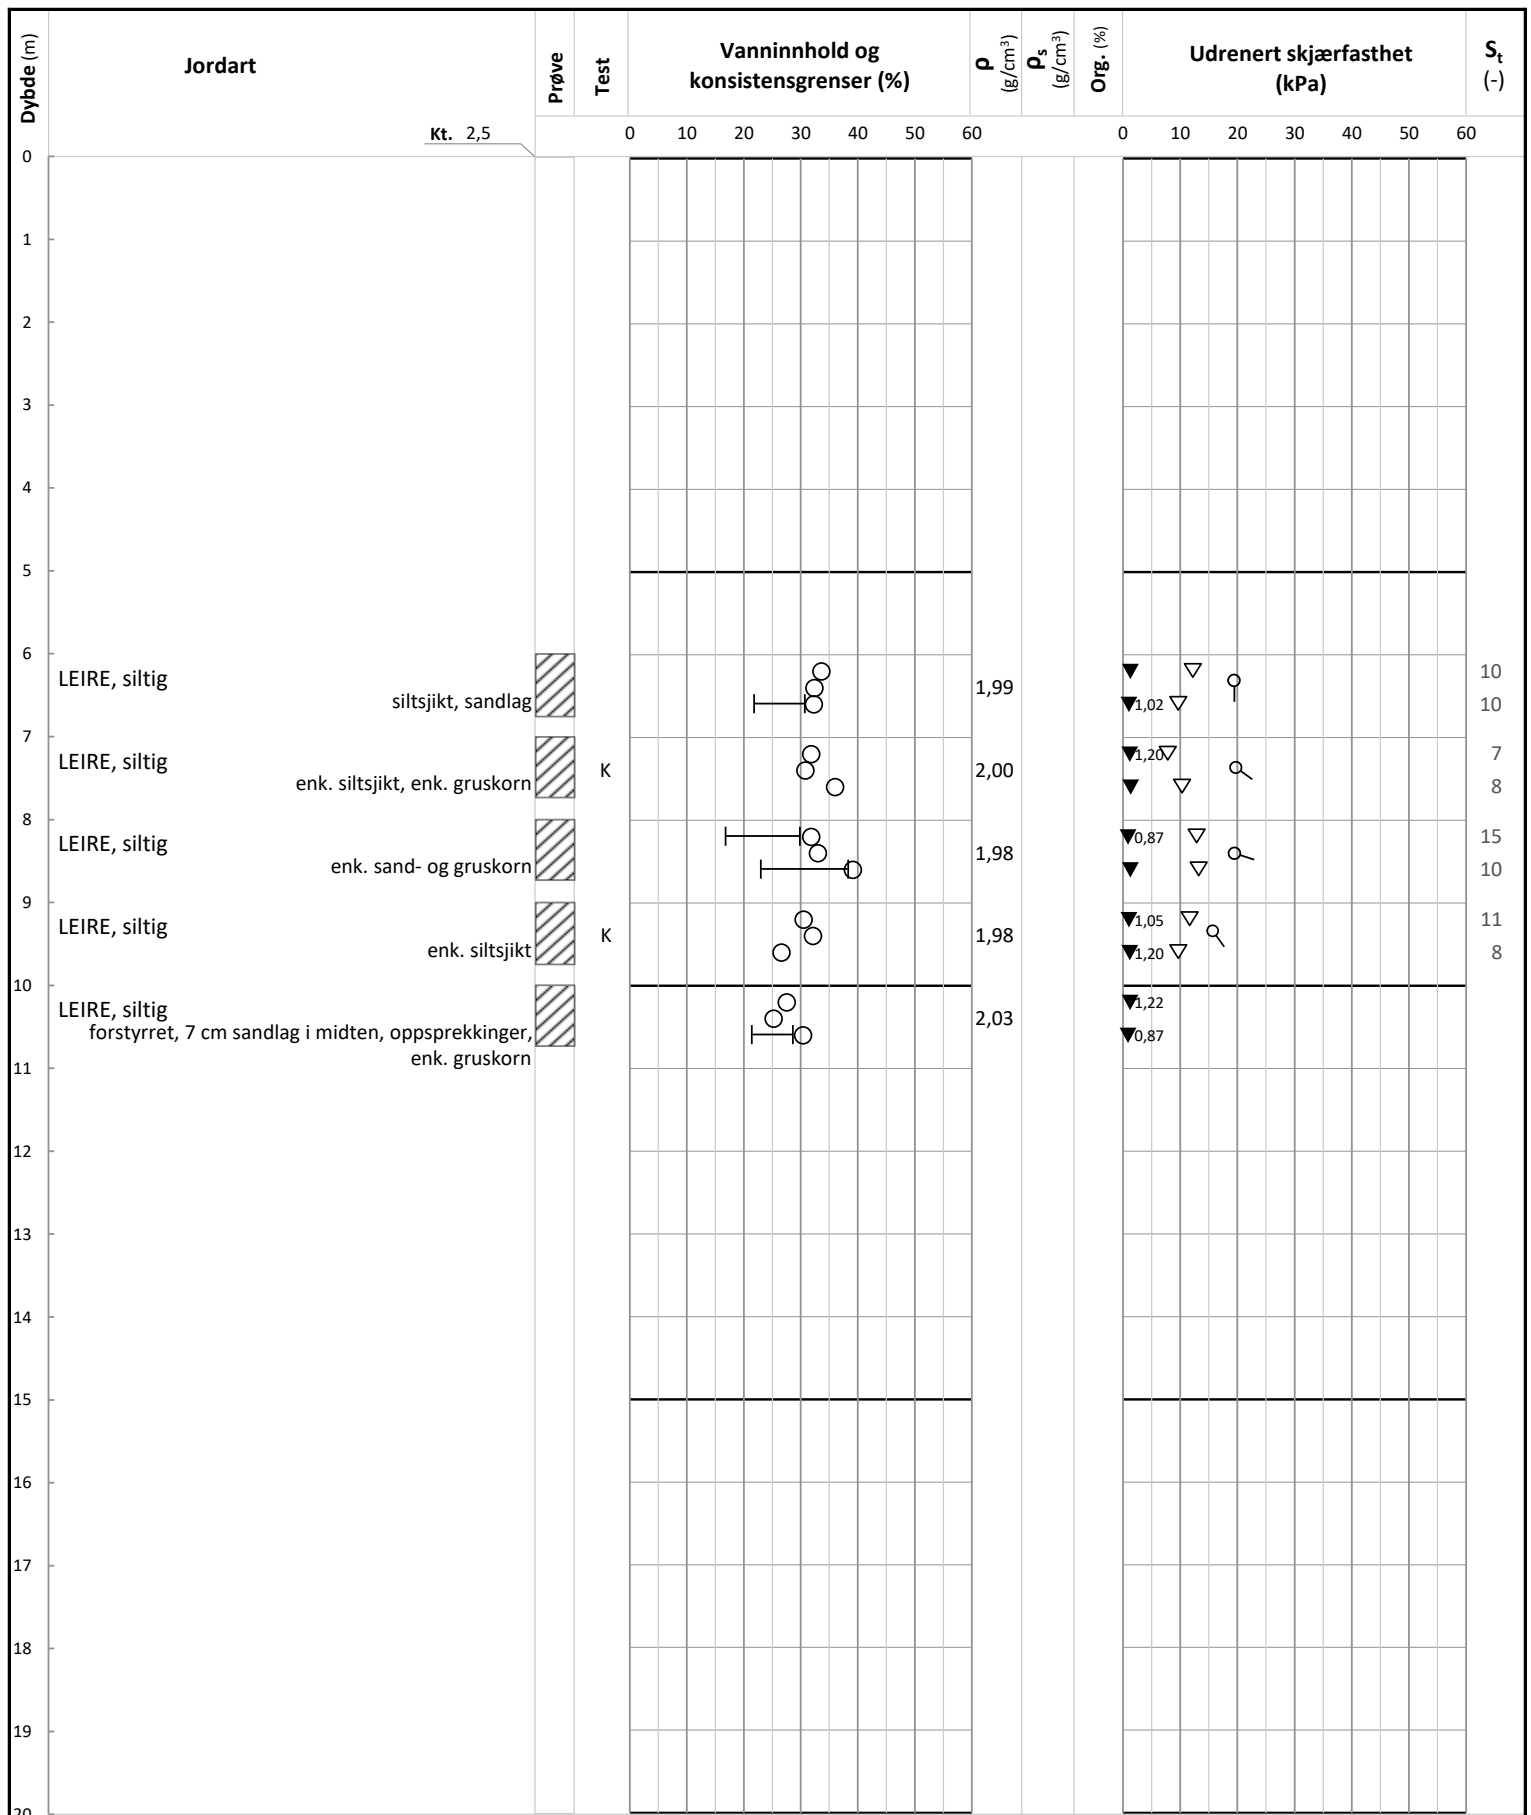 Dybde (m)
Jordart
Prøve
Test
Vanninnhold og
konsistensgrenser (%)
ρ
(g/cm³)
ρs
(g/cm³)
Org. (%)
Udrenert skjærfasthet
(kPa)
St
(-)
Kt. 2,5
0 10 20 30 40 50 60
0 10 20 30 40 50 60
0
1
2
3
4
5
6
LEIRE, siltig
siltsjikt, sandlag
1,99
10
1,02
10
7
LEIRE, siltig
enk. siltsjikt, enk. gruskorn
K
2,00
1,20
7
8
8
LEIRE, siltig
enk. sand- og gruskorn
1,98
0,87
15
10
9
LEIRE, siltig
enk. siltsjikt
K
1,98
1,05
11
1,20
8
10
LEIRE, siltig
forstyrret, 7 cm sandlag i midten, oppsprekkinger,
enk. gruskorn
2,03
1,22
0,87
11
12
13
14
15
16
17
18
19
20